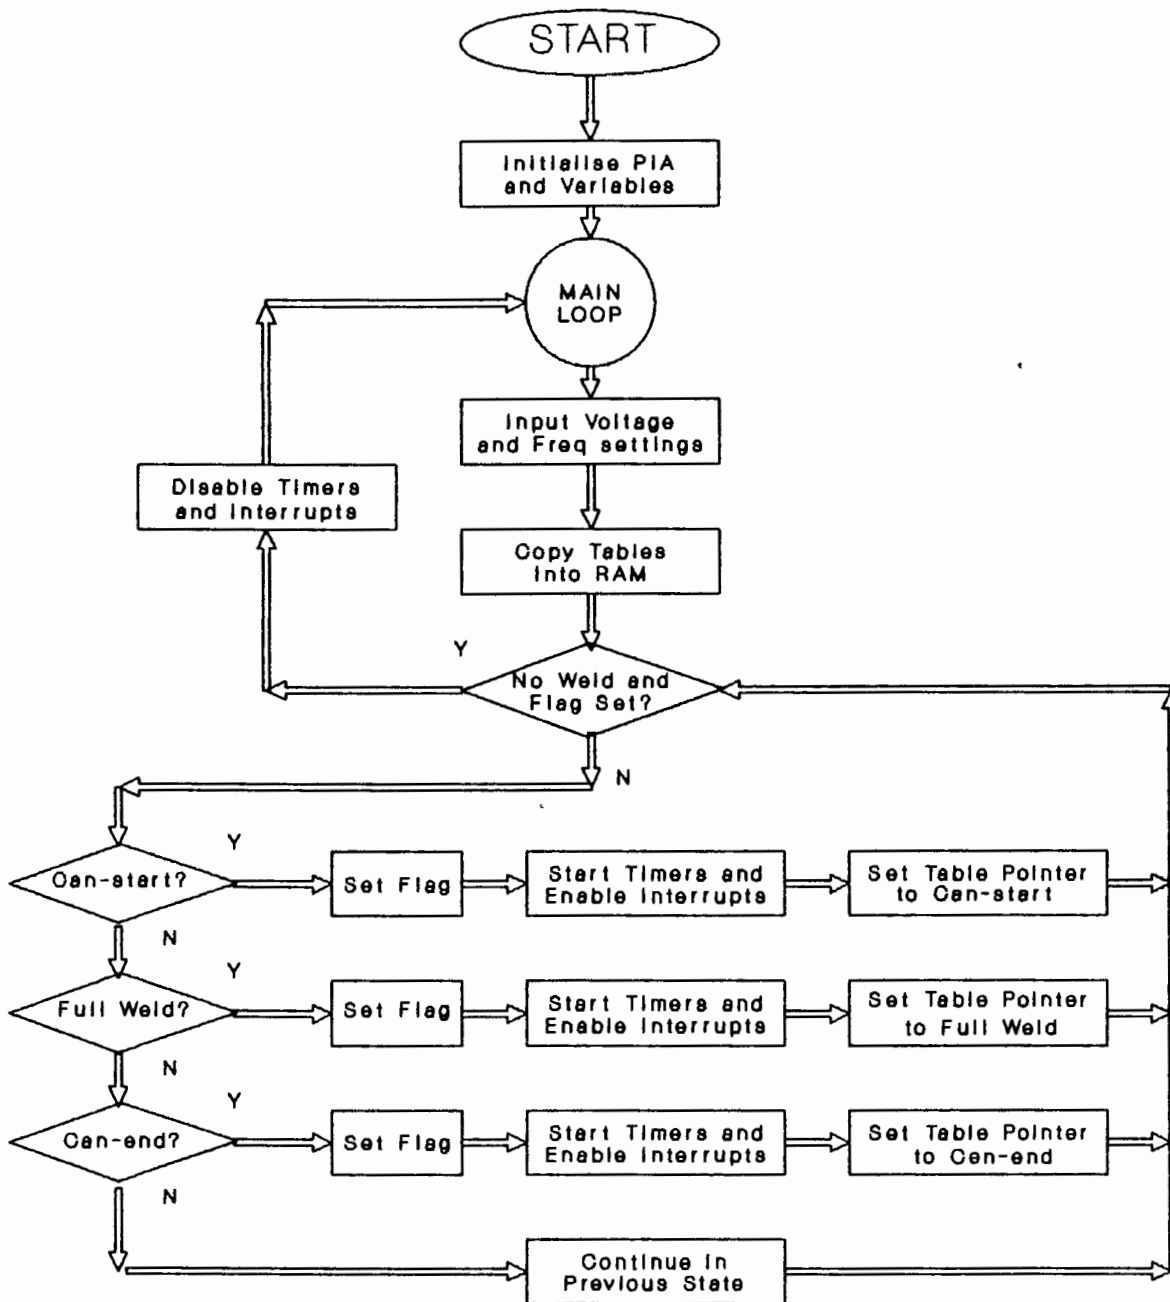 START
Initialise PIA
and Variables
MAIN
LOOP
Input Voltage
and Freq settings
Disable Timers
and Interrupts
Copy Tables
Into RAM
Y
No Weld and
Flag Set?
N
Can-start?
Y
Set Flag
Start Timers and
Enable Interrupts
Set Table Pointer
to Can-start
N
Full Weld?
Y
Set Flag
Start Timers and
Enable Interrupts
Set Table Pointer
to Full Weld
N
Can-end?
Y
Set Flag
Start Timers and
Enable Interrupts
Set Table Pointer
to Can-end
N
Continue in
Previous State